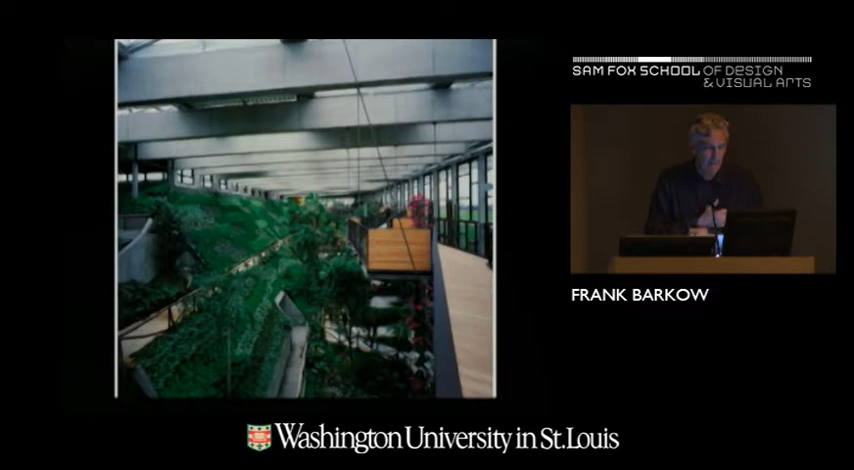 SAM FOX SCHOOL OF DESIGN
& VISUAL ARTS
FRANK BARKOW
Washington University in St. Louis